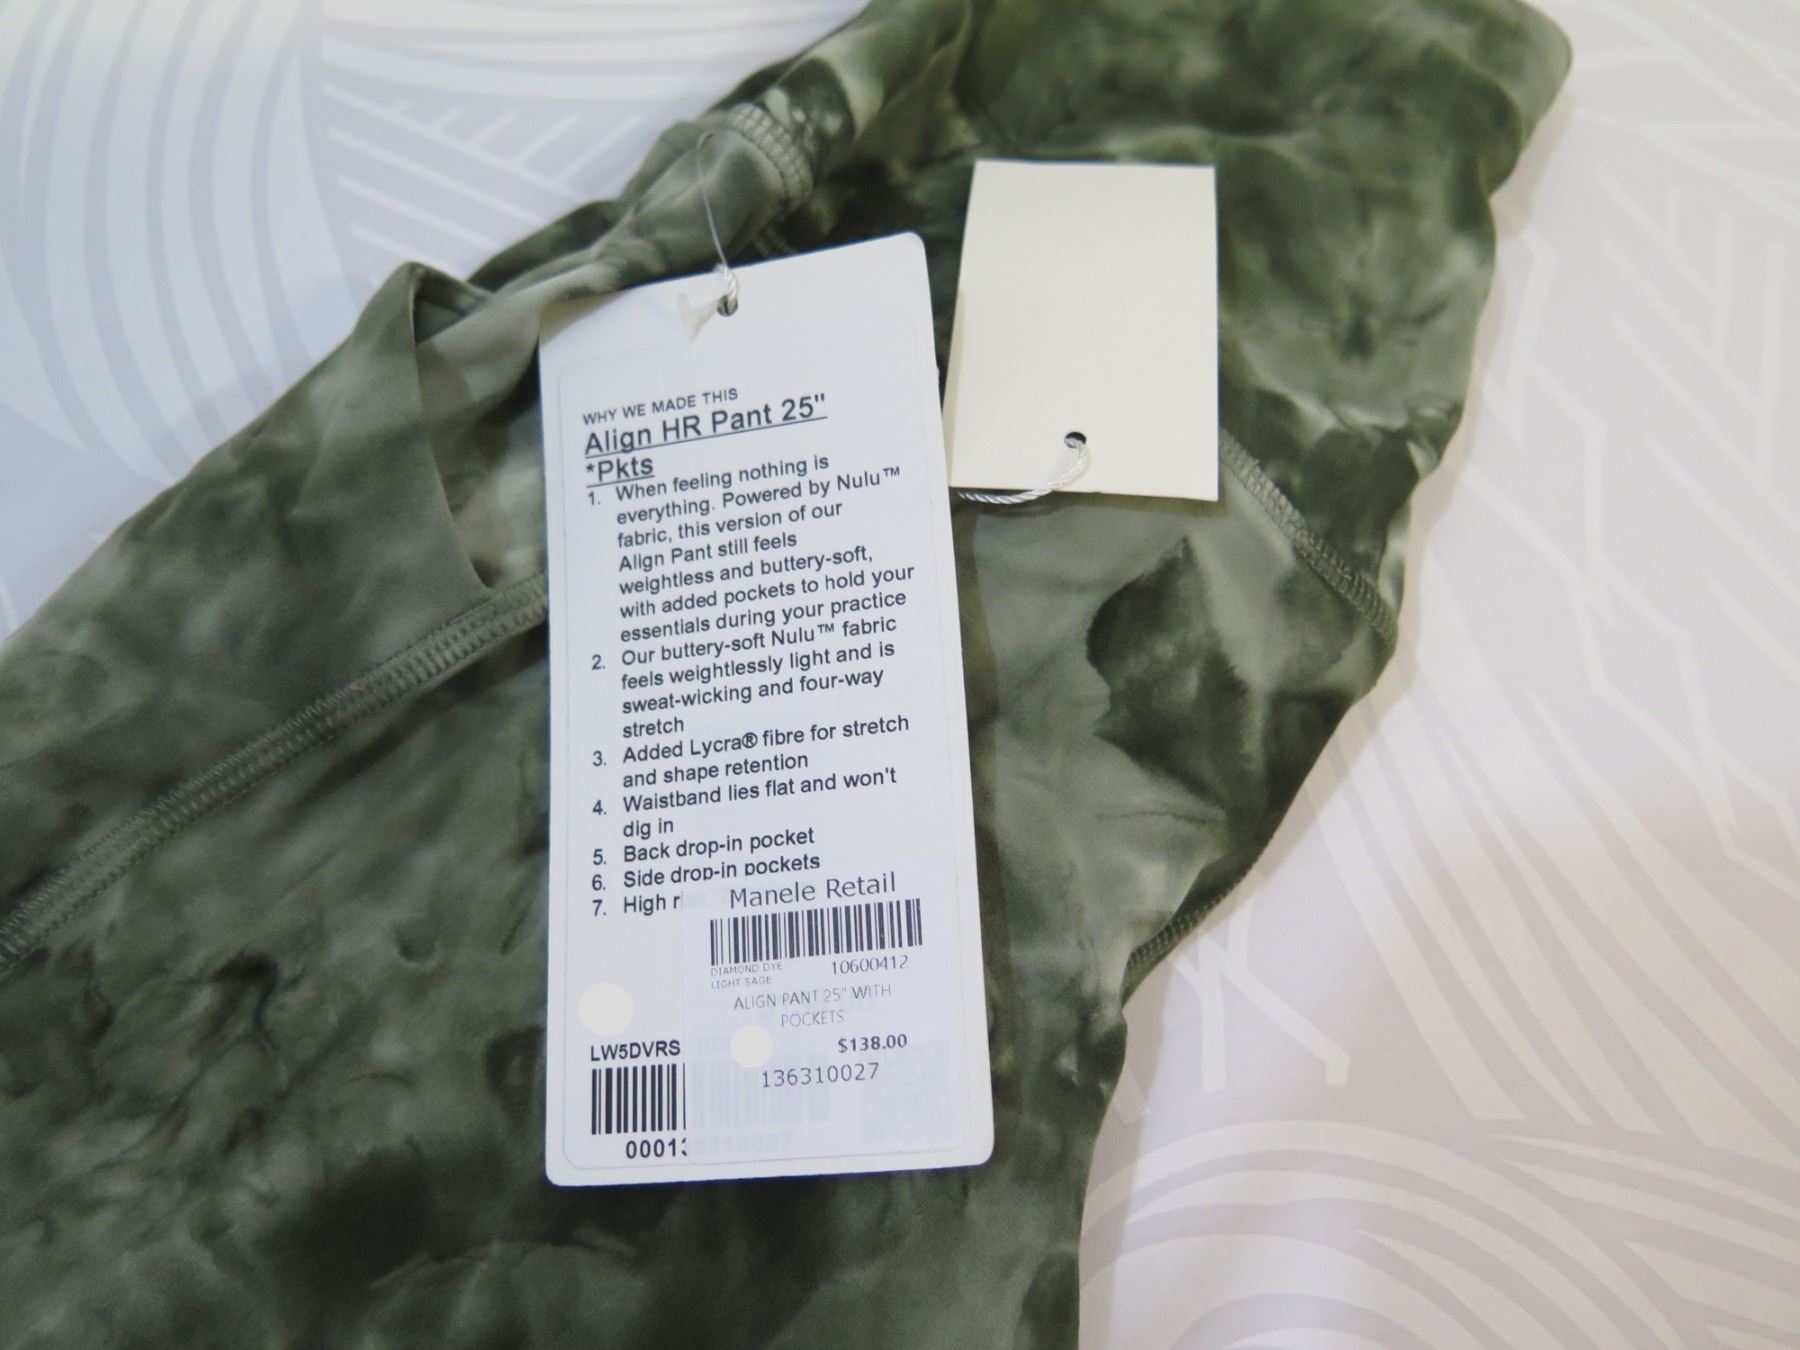 WHY WE MADE THIS
Align HR Pant 25"
*Pkts
1. When feeling nothing is
everything. Powered by Nulu™
fabric, this version of our
Align Pant still feels
weightless and buttery-soft,
with added pockets to hold your
essentials during your practice
2. Our buttery-soft Nulu™ fabric
feels weightlessly light and is
sweat-wicking and four-way
stretch
3. Added Lycra® fibre for stretch
and shape retention
4. Waistband lies flat and won't
dig in
5. Back drop-in pocket
6. Side drop-in pockets
7. High r
Manele Retail
DIAMOND DYE
LIGHT SAGE
10600412
ALIGN PANT 25" WITH
POCKETS
$138.00
136310027
LW5DVRS
00013